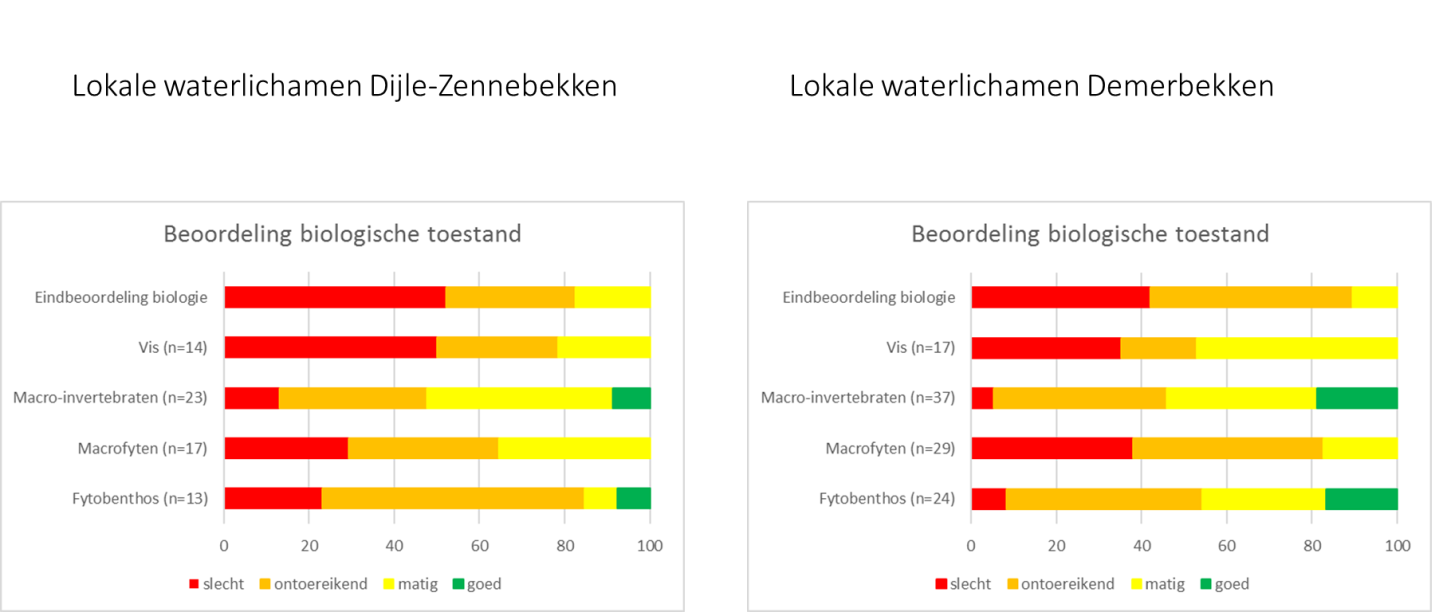 Lokale waterlichamen Dijle-Zennebekken
Lokale waterlichamen Demerbekken
Beoordeling biologische toestand
Eindbeoordeling biologie
Vis (n=14)
Macro-invertebraten (n=23)
Macrofyten (n=17)
Fytobenthos (n=13)
0 20 40 60 80 100
slecht ontoereikend matig goed
Beoordeling biologische toestand
Eindbeoordeling biologie
Vis (n=17)
Macro-invertebraten (n=37)
Macrofyten (n=29)
Fytobenthos (n=24)
0 20 40 60 80 100
slecht ontoereikend matig goed